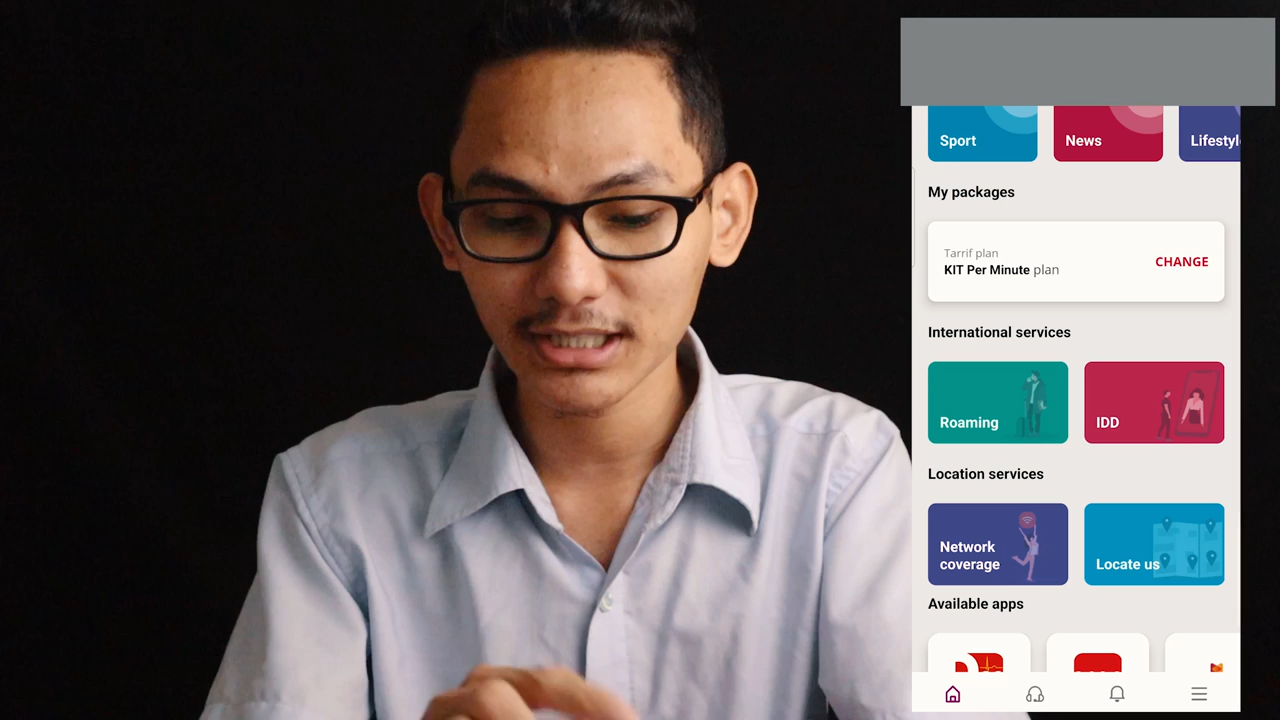 Sport
News
Lifestyl
My packages
Tarrif plan
KIT Per Minute plan
CHANGE
International services
Roaming
IDD
Location services
Network
coverage
Locate us
Available apps